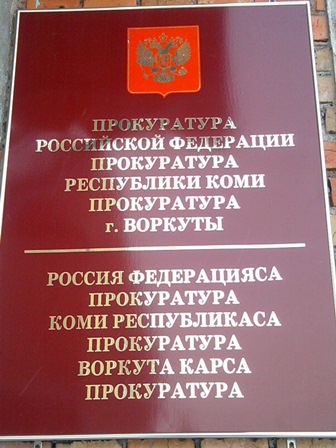 ПРОКУРАТУРА
РОССИЙСКОЙ ФЕДЕРАЦИИ
ПРОКУРАТУРА
РЕСПУБЛИКИ КОМИ
ПРОКУРАТУРА
г. ВОРКУТЫ
РОССИЯ ФЕДЕРАЦИЯСА
ПРОКУРАТУРА
КОМИ РЕСПУБЛИКАСА
ПРОКУРАТУРА
ВОРКУТА КАРСА
ПРОКУРАТУРА